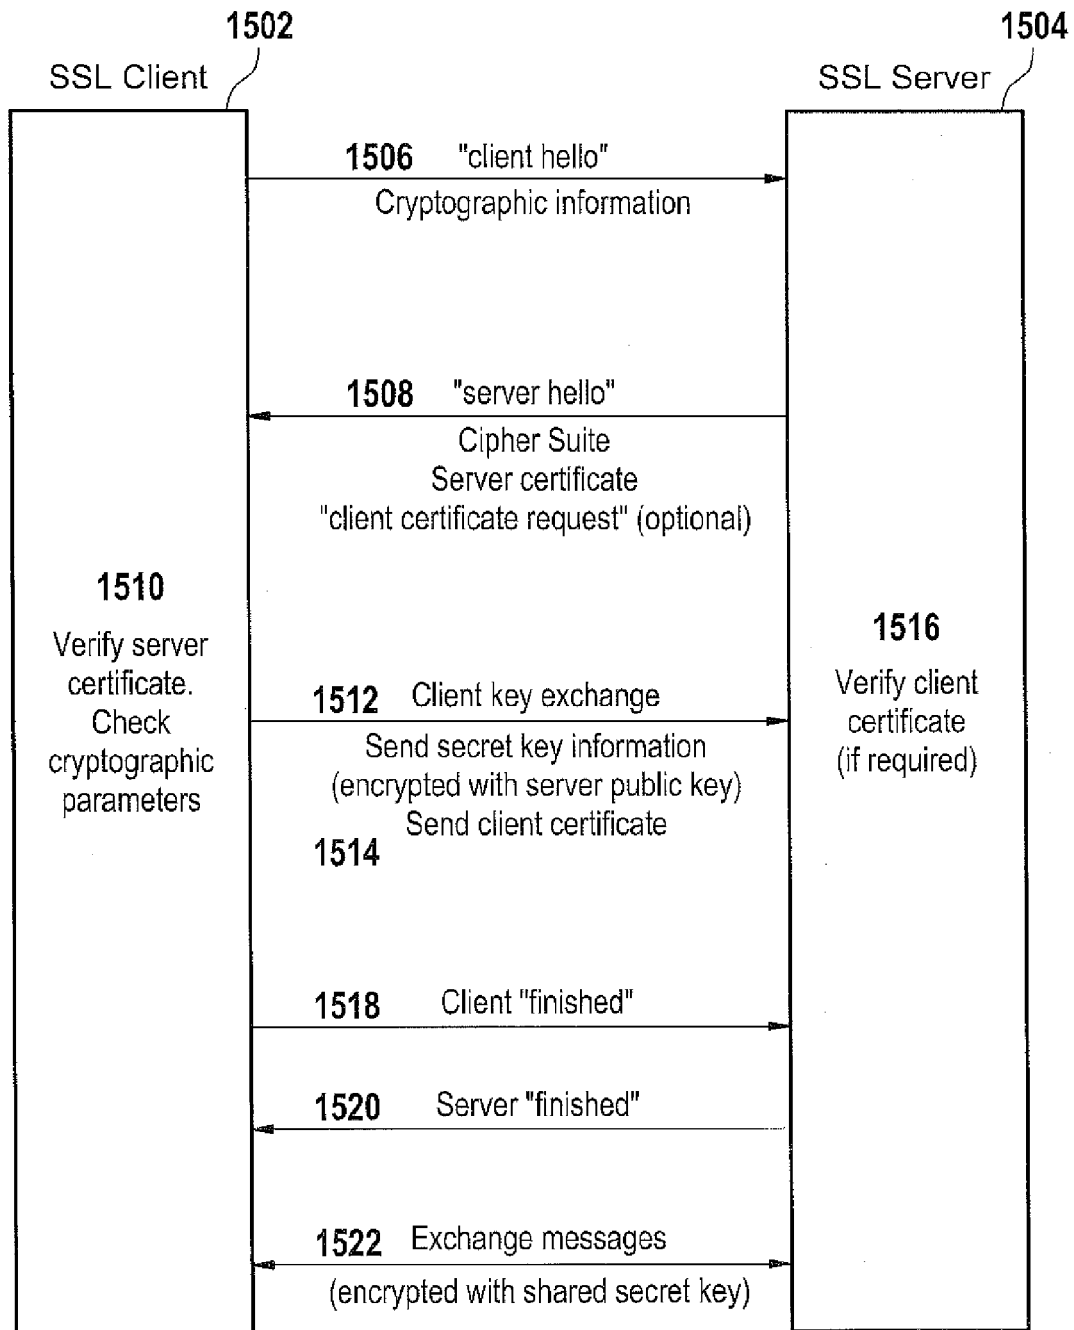 1502
1504
SSL Client
SSL Server
1506 "client hello"
Cryptographic information
1508 "server hello"
Cipher Suite
Server certificate
"client certificate request" (optional)
1510
Verify server
certificate.
Check
cryptographic
parameters
1512 Client key exchange
Send secret key information
(encrypted with server public key)
Send client certificate
1514
1516
Verify client
certificate
(if required)
1518 Client "finished"
1520 Server "finished"
1522 Exchange messages
(encrypted with shared secret key)